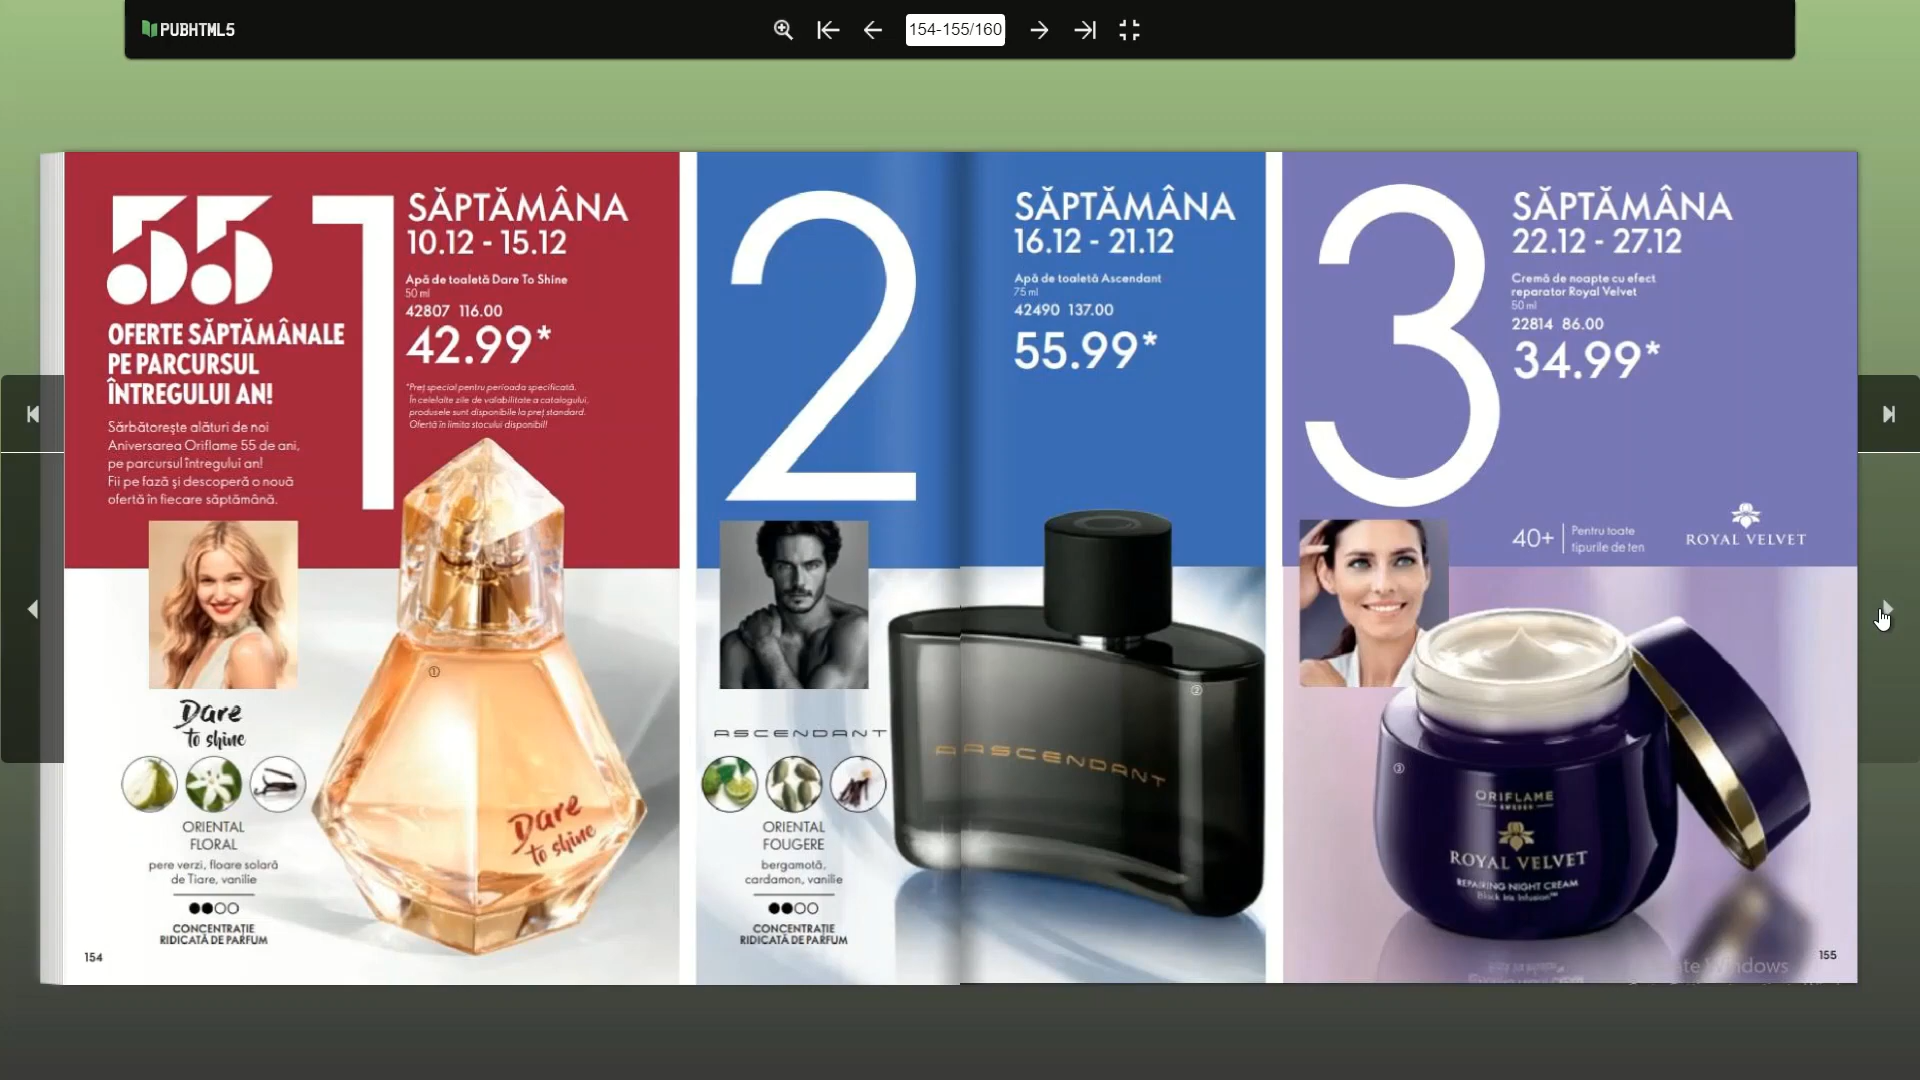 PUBHTML5
154-155/160
55
OFERTE SĂPTĂMÂNALE
PE PARCURSUL
ÎNTREGULUI AN!
Sărbătorește alături de noi
Aniversarea Oriflame 55 de ani,
pe parcursul întregului an!
Fii pe fază și descoperă o nouă
ofertă în fiecare săptămână.
1
SĂPTĂMÂNA
10.12 - 15.12
Apă de toaletă Dare To Shine
50 ml
42807 116.00
42.99*
*Preț special pentru perioada specificată.
În celelalte zile de valabilitate a catalogului,
produsele sunt disponibile la preț standard.
Ofertă în limita stocului disponibil!
①
Dare
to shine
Dare
to shine
ORIENTAL
FLORAL
pere verzi, floare solară
de Tiare, vanilie
CONCENTRAȚIE
RIDICATĂ DE PARFUM
154
2
SĂPTĂMÂNA
16.12 - 21.12
Apă de toaletă Ascendant
75 ml
42490 137.00
55.99*
②
ASCENDANT
ASCENDANT
ORIENTAL
FOUGERE
bergamotă,
cardamon, vanilie
CONCENTRAȚIE
RIDICATĂ DE PARFUM
3
SĂPTĂMÂNA
22.12 - 27.12
Cremă de noapte cu efect
reparator Royal Velvet
50 ml
22814 86.00
34.99*
40+
Pentru toate
tipurile de ten
ROYAL VELVET
③
ORIFLAME
SWEDEN
ROYAL VELVET
REPAIRING NIGHT CREAM
Black Iris Infusion™
155